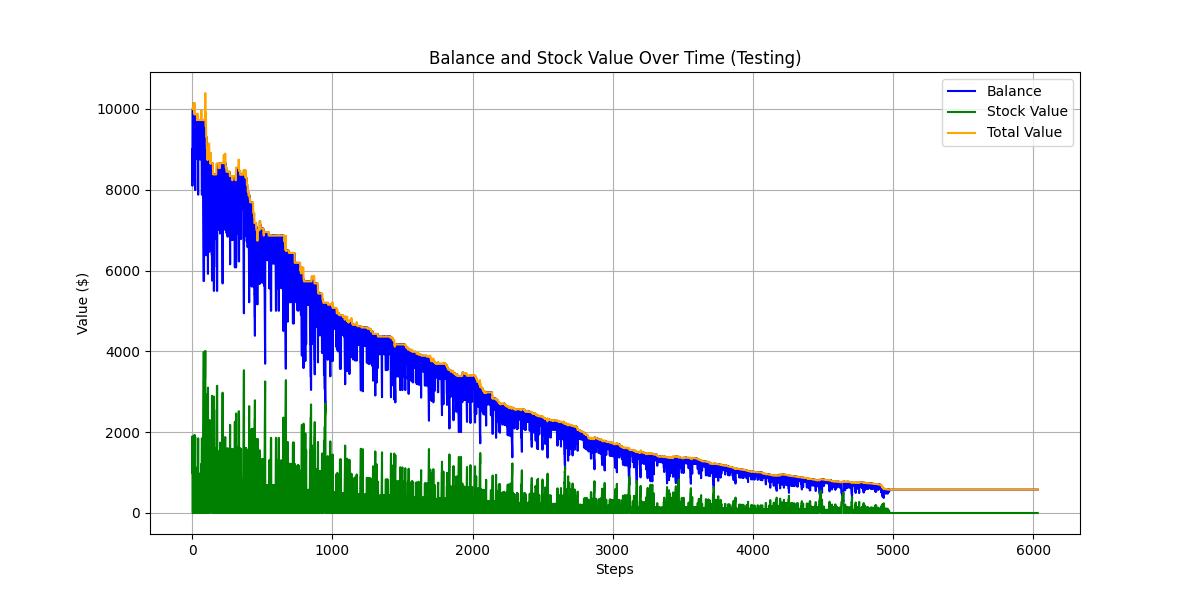 Balance and Stock Value Over Time (Testing)
Balance
Stock Value
Total Value
Value ($)
10000
8000
6000
4000
2000
0
0 1000 2000 3000 4000 5000 6000
Steps